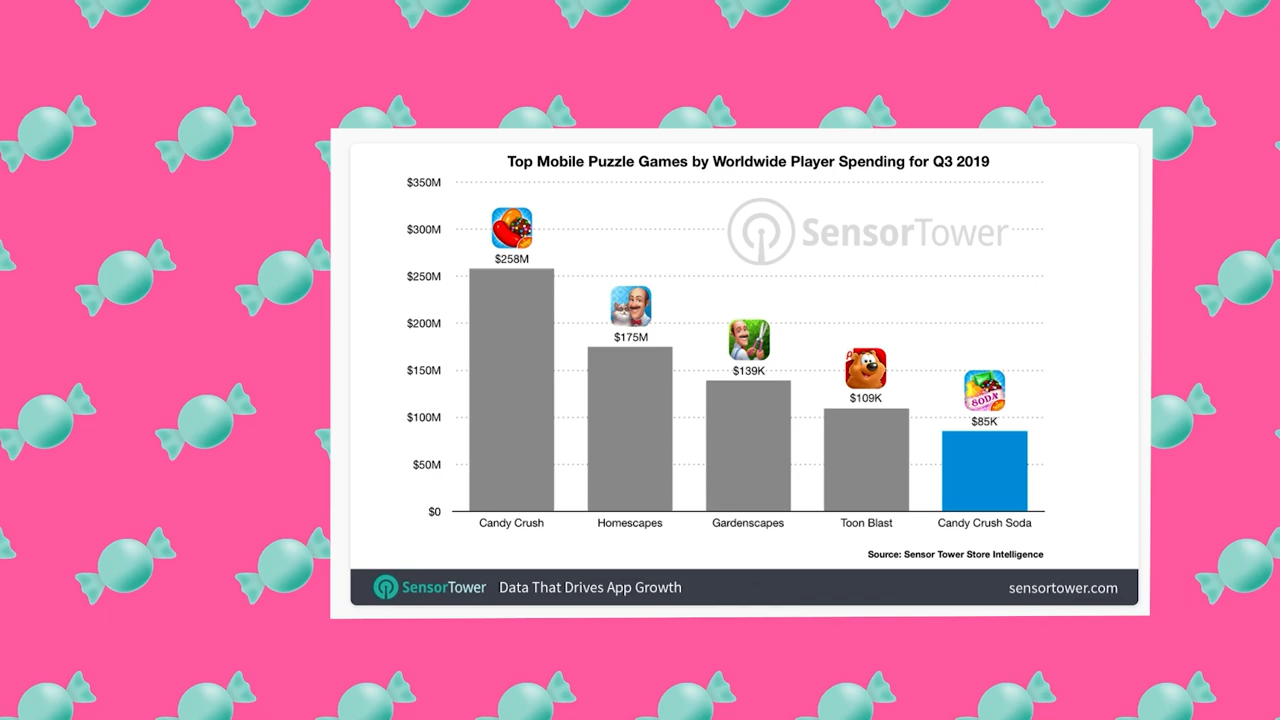 Top Mobile Puzzle Games by Worldwide Player Spending for Q3 2019
$350M
$300M
$250M
$200M
$150M
$100M
$50M
$0
SensorTower
$258M
$175M
$139K
$109K
$85K
SODA
Candy Crush
Homescapes
Gardenscapes
Toon Blast
Candy Crush Soda
Source: Sensor Tower Store Intelligence
SensorTower Data That Drives App Growth
sensortower.com